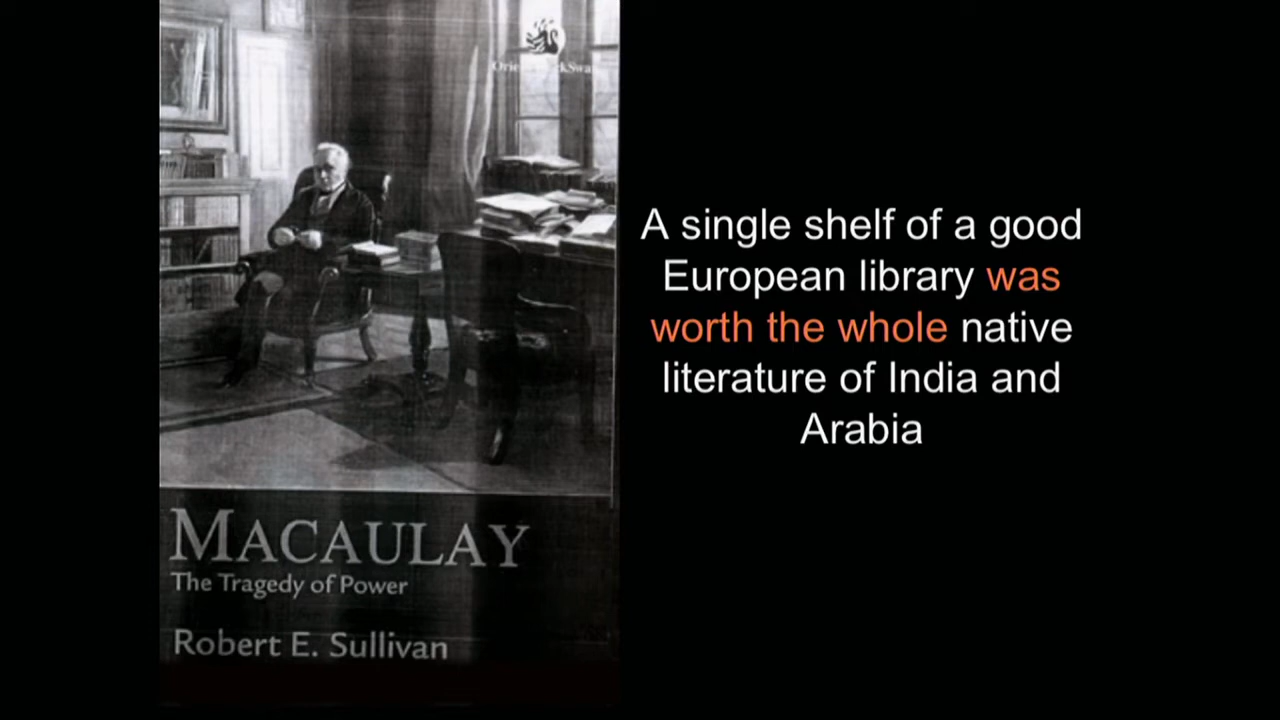 MACAULAY
The Tragedy of Power
Robert E. Sullivan
A single shelf of a good
European library was
worth the whole native
literature of India and
Arabia